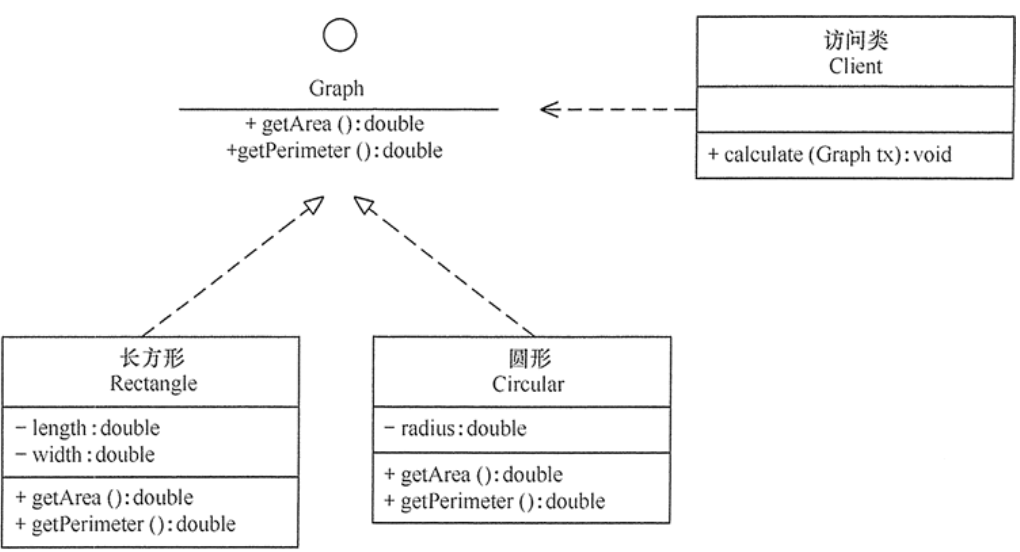 Graph
+ getArea ():double
+getPerimeter ():double
访问类
Client
+ calculate (Graph tx):void
长方形
Rectangle
- length:double
- width:double
+ getArea ():double
+ getPerimeter ():double
圆形
Circular
- radius:double
+ getArea ():double
+ getPerimeter ():double